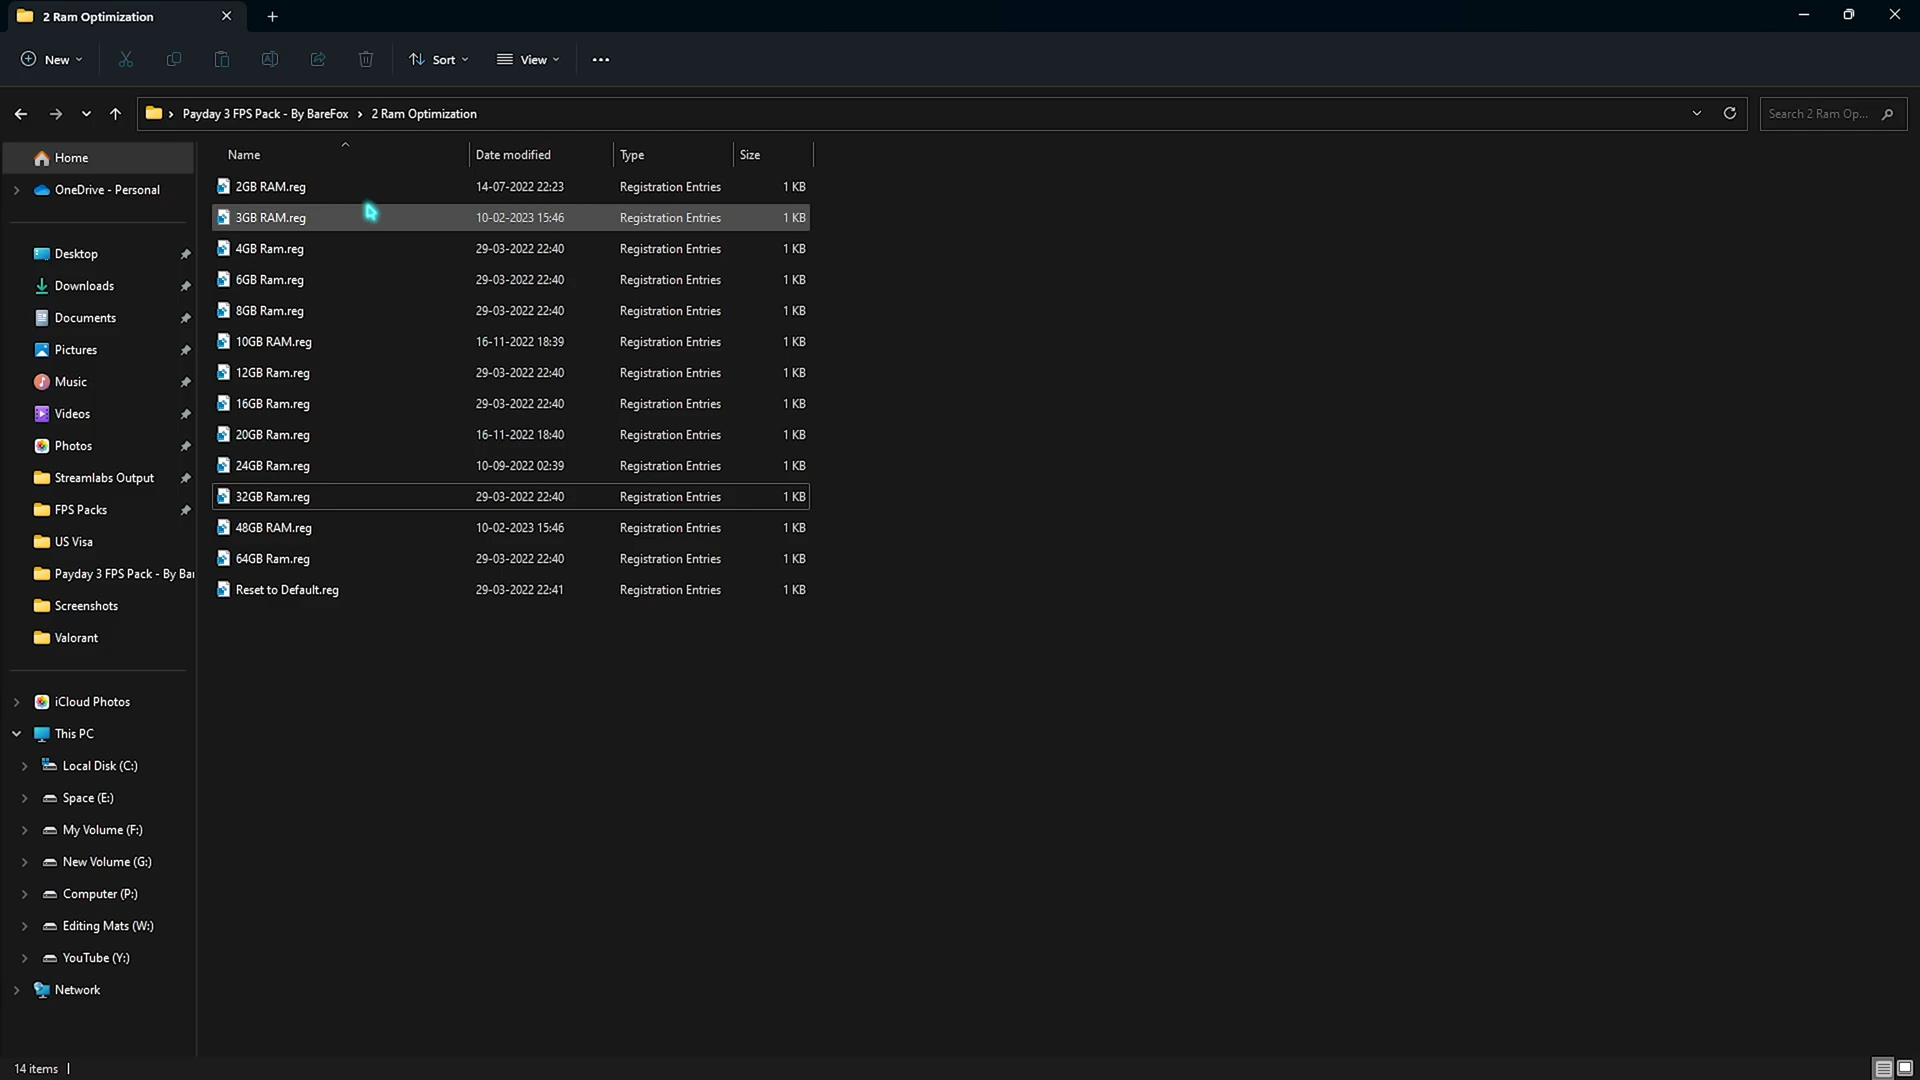 2 Ram Optimization
New
Sort
View
Payday 3 FPS Pack - By BareFox > 2 Ram Optimization
Search 2 Ram Op...
Name Date modified Type Size
2GB RAM.reg 14-07-2022 22:23 Registration Entries 1 KB
3GB RAM.reg 10-02-2023 15:46 Registration Entries 1 KB
4GB Ram.reg 29-03-2022 22:40 Registration Entries 1 KB
6GB Ram.reg 29-03-2022 22:40 Registration Entries 1 KB
8GB Ram.reg 29-03-2022 22:40 Registration Entries 1 KB
10GB RAM.reg 16-11-2022 18:39 Registration Entries 1 KB
12GB Ram.reg 29-03-2022 22:40 Registration Entries 1 KB
16GB Ram.reg 29-03-2022 22:40 Registration Entries 1 KB
20GB Ram.reg 16-11-2022 18:40 Registration Entries 1 KB
24GB Ram.reg 10-09-2022 02:39 Registration Entries 1 KB
32GB Ram.reg 29-03-2022 22:40 Registration Entries 1 KB
48GB RAM.reg 10-02-2023 15:46 Registration Entries 1 KB
64GB Ram.reg 29-03-2022 22:40 Registration Entries 1 KB
Reset to Default.reg 29-03-2022 22:41 Registration Entries 1 KB
Home
OneDrive - Personal
Desktop
Downloads
Documents
Pictures
Music
Videos
Photos
Streamlabs Output
FPS Packs
US Visa
Payday 3 FPS Pack - By Bar
Screenshots
Valorant
iCloud Photos
This PC
Local Disk (C:)
Space (E:)
My Volume (F:)
New Volume (G:)
Computer (P:)
Editing Mats (W:)
YouTube (Y:)
Network
14 items